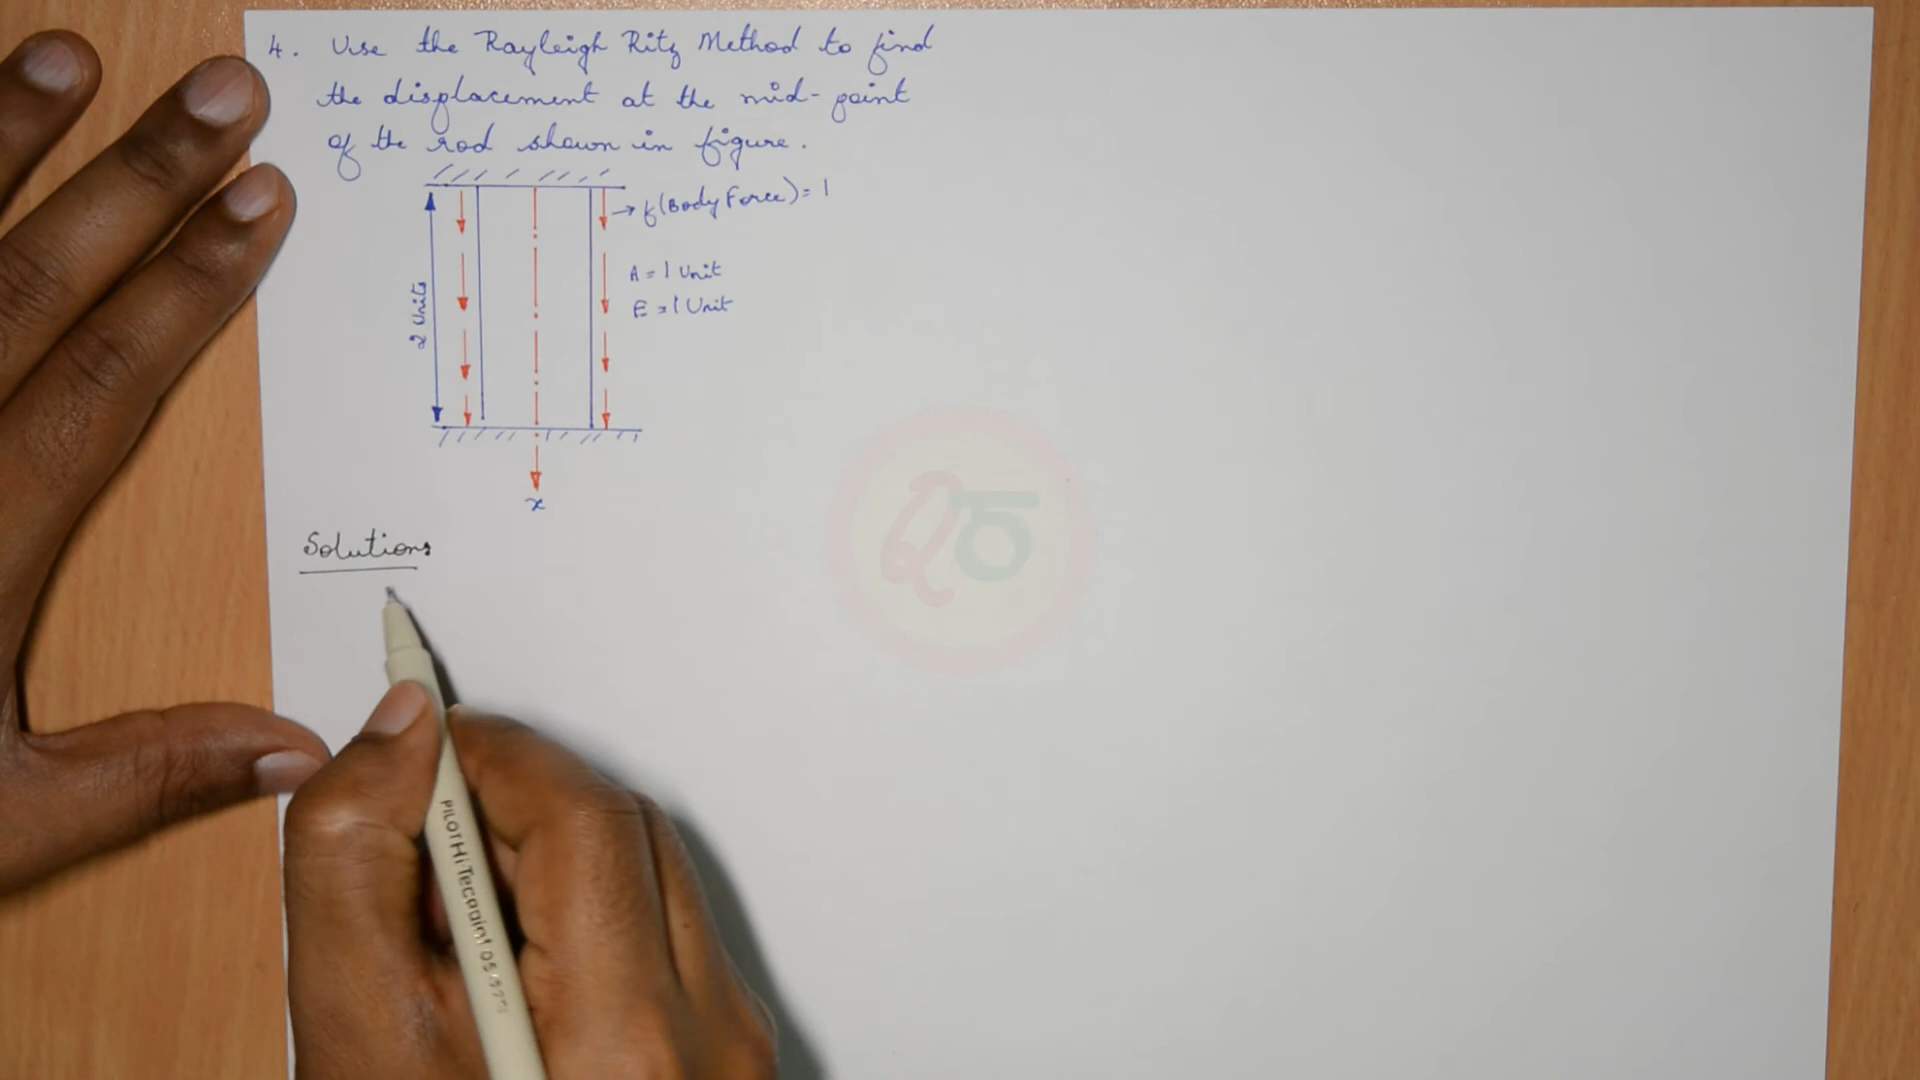 4. Use the Rayleigh Ritz Method to find
the displacement at the mid-point
of the rod shown in figure.
→ f(Body Force) = 1
A = 1 Unit
E = 1 Unit
2 Units
x
Solution:
PILOT Hi-Tecpoint 05